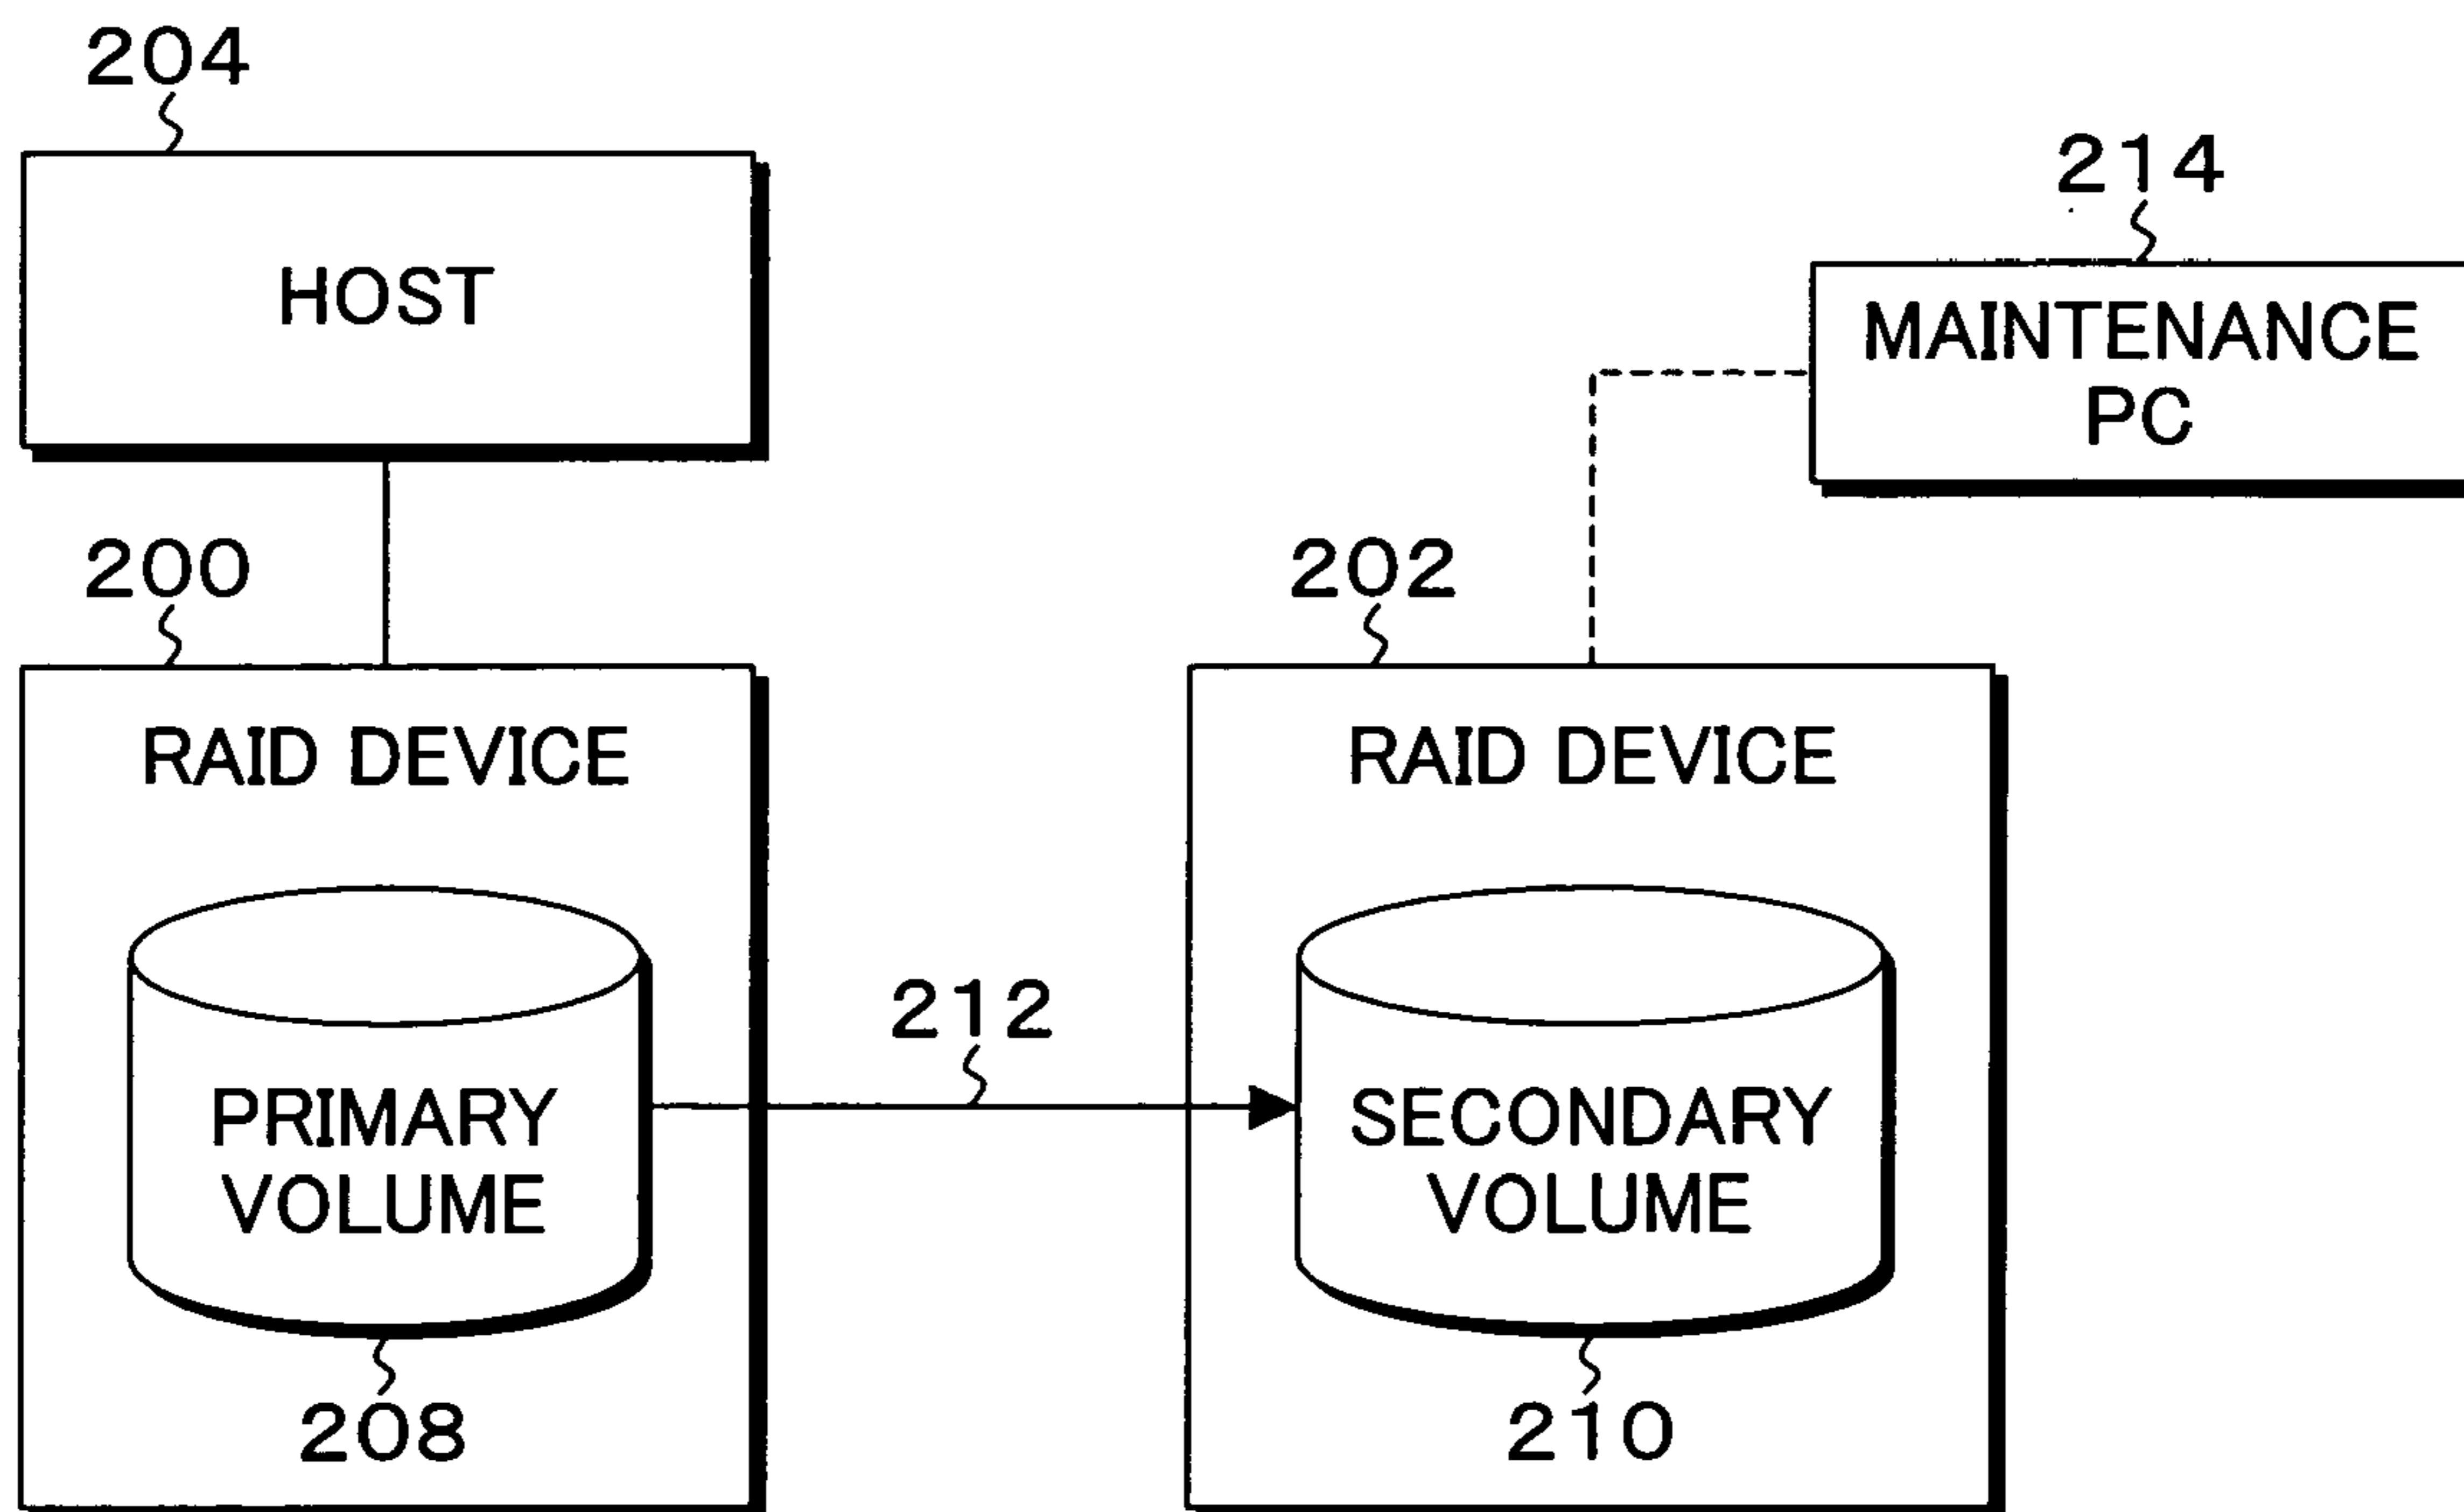 204
HOST
214
MAINTENANCE
PC
200
202
RAID DEVICE
RAID DEVICE
212
PRIMARY
VOLUME
SECONDARY
VOLUME
208
210